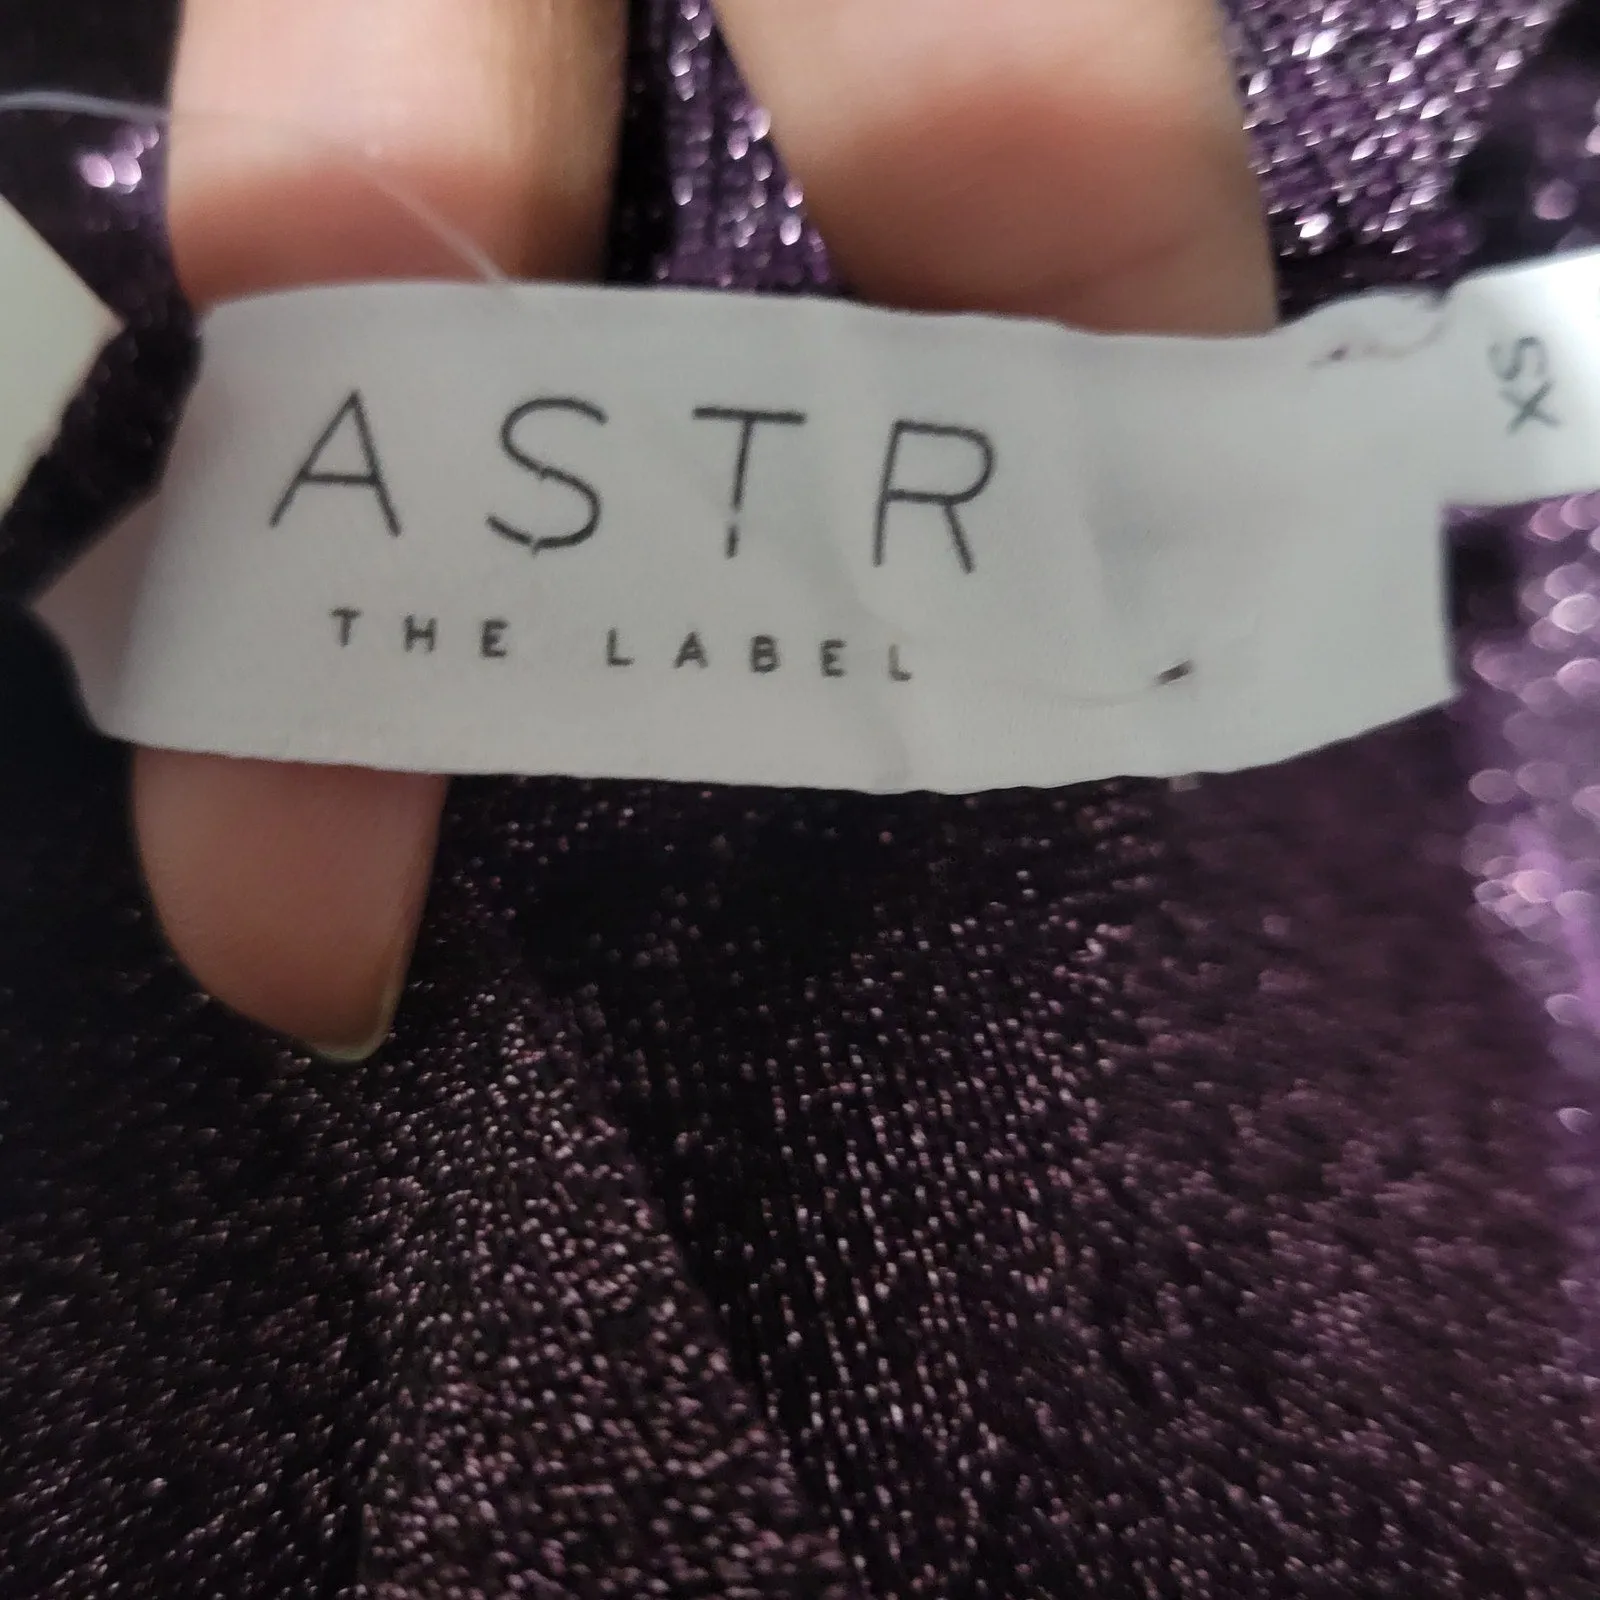 ASTR
THE LABEL
XS